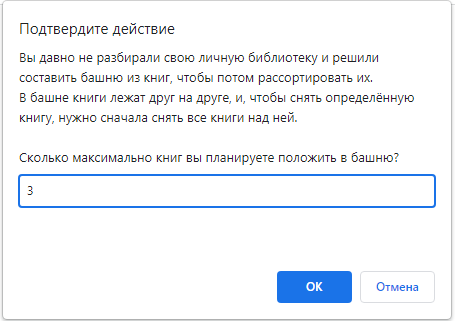 Подтвердите действие
Вы давно не разбирали свою личную библиотеку и решили
составить башню из книг, чтобы потом рассортировать их.
В башне книги лежат друг на друге, и, чтобы снять определённую
книгу, нужно сначала снять все книги над ней.
Сколько максимально книг вы планируете положить в башню?
3
ОК
Отмена